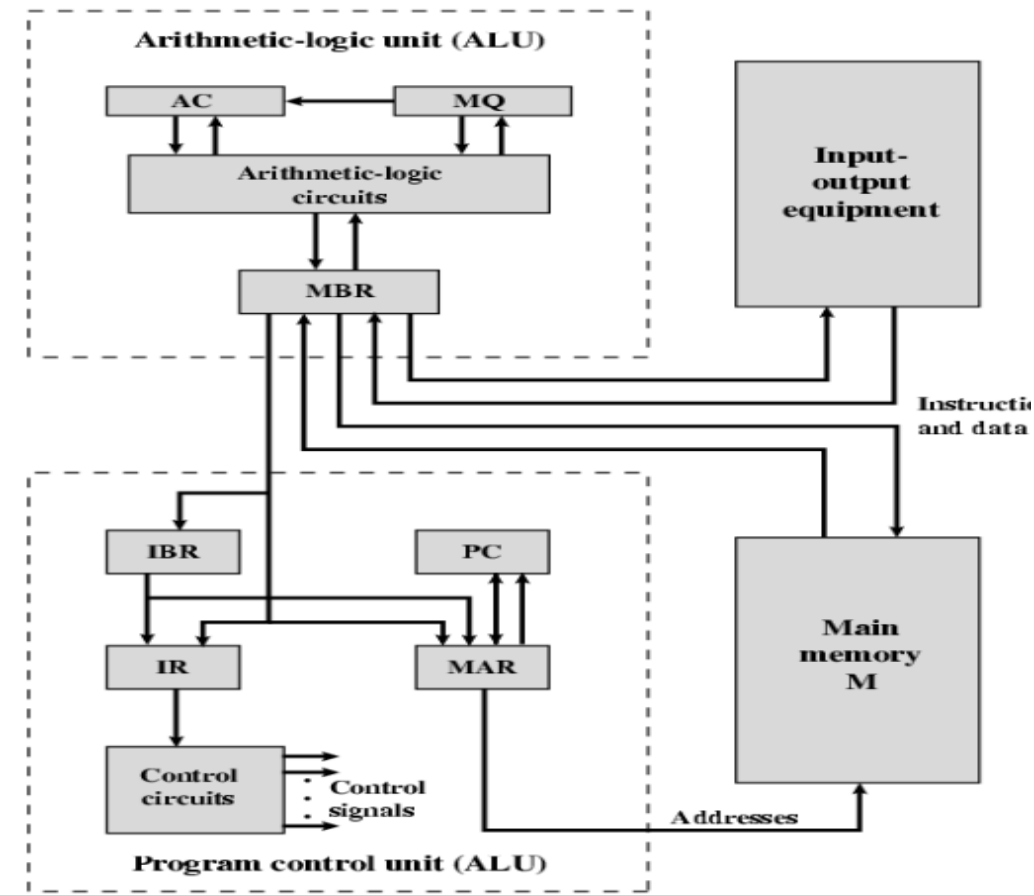 Arithmetic-logic unit (ALU)
AC
MQ
Arithmetic-logic
circuits
Input-
output
equipment
MBR
Instructio
and data
IBR
PC
IR
MAR
Main
memory
M
Control
circuits
Control
signals
Addresses
Program control unit (ALU)